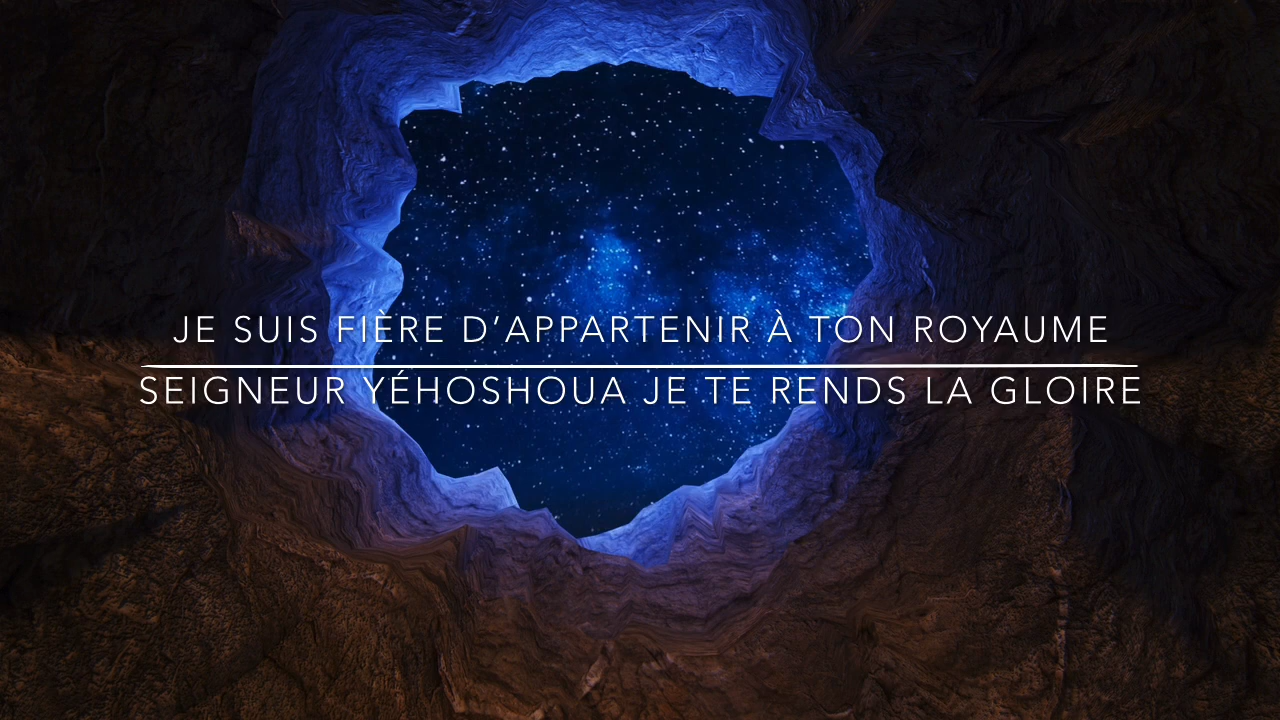 JE SUIS FIÈRE D’APPARTENIR À TON ROYAUME
SEIGNEUR YÉHOSHOUA JE TE RENDS LA GLOIRE